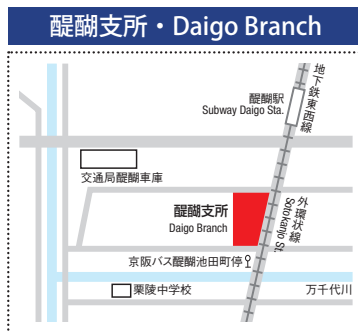 醍醐支所・Daigo Branch
地下鉄東西線
醍醐駅
Subway Daigo Sta.
交通局醍醐車庫
醍醐支所
Daigo Branch
外環状線
Sotokanjo St.
京阪バス醍醐池田町停
栗陵中学校
万千代川